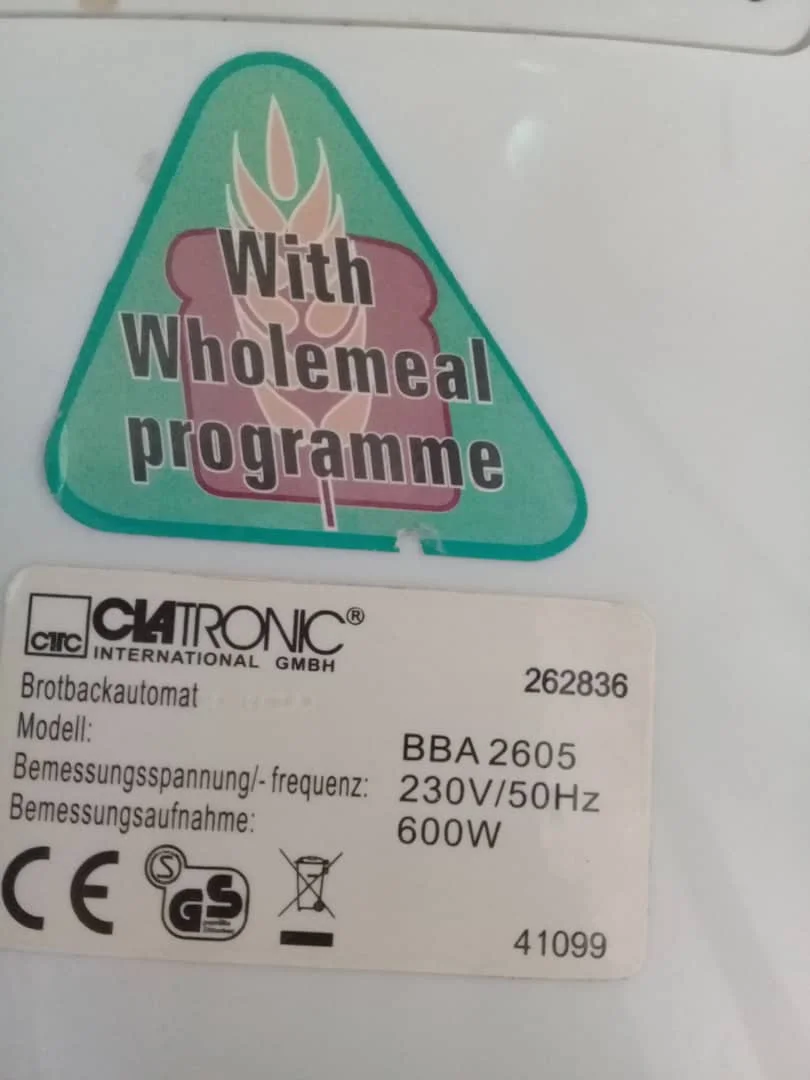 With
Wholemeal
programme
CTC CLATRONIC®
INTERNATIONAL GMBH
262836
Brotbackautomat
Modell: BBA 2605
Bemessungsspannung/- frequenz: 230V/50Hz
Bemessungsaufnahme: 600W
CE S GS
41099